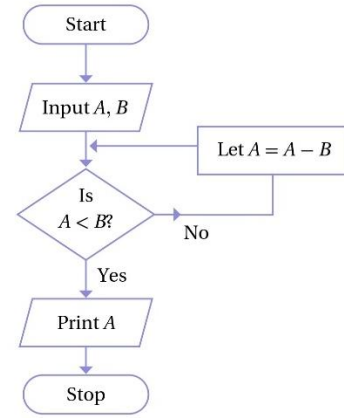 Start
Input A, B
Let A = A − B
Is
A < B?
No
Yes
Print A
Stop